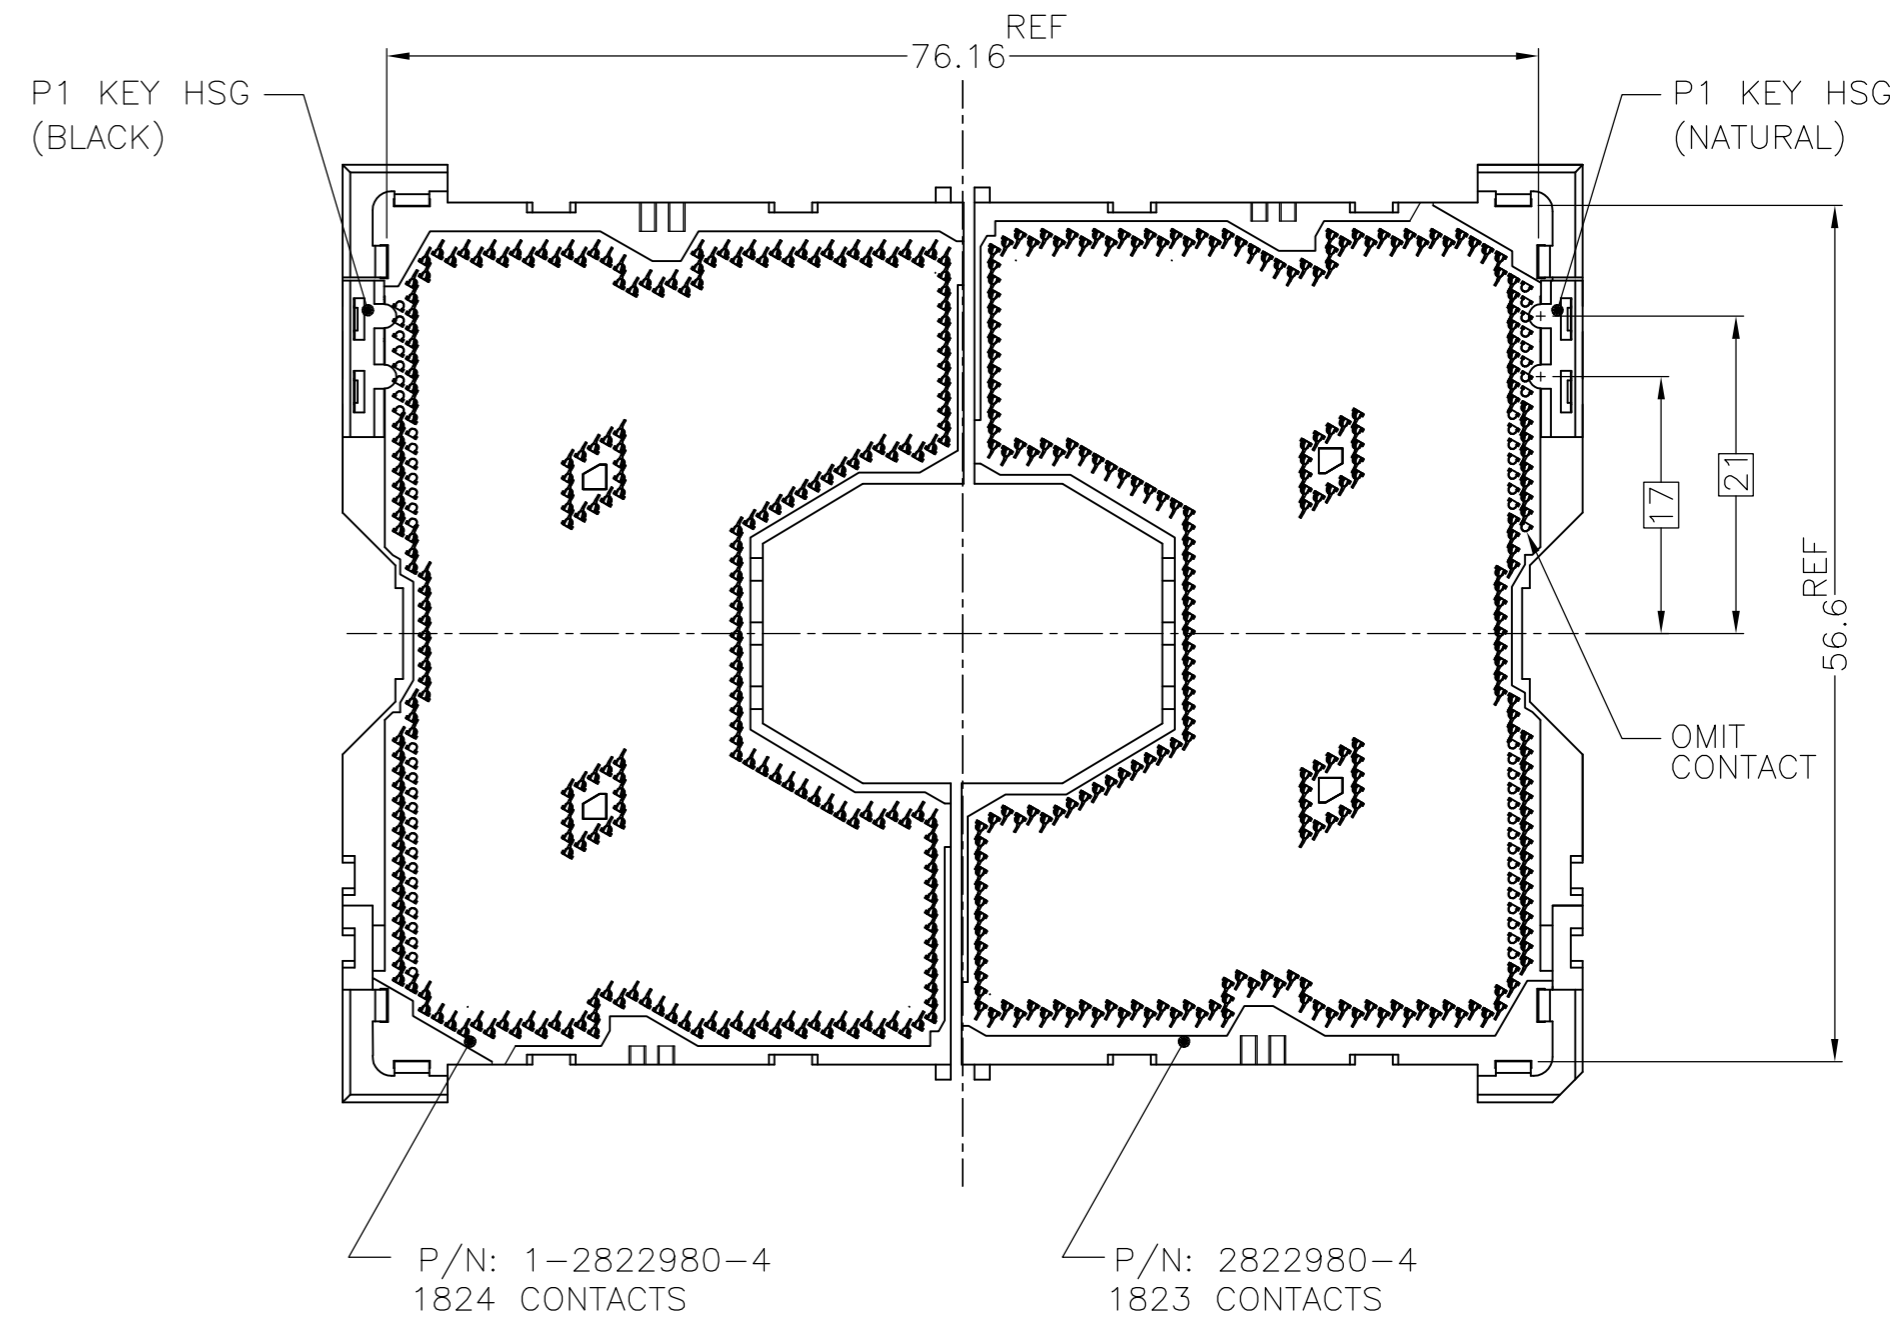 REF
76.16
P1 KEY HSG
(BLACK)
P1 KEY HSG
(NATURAL)
21
17
REF
56.6
OMIT
CONTACT
P/N: 1-2822980-4
1824 CONTACTS
P/N: 2822980-4
1823 CONTACTS